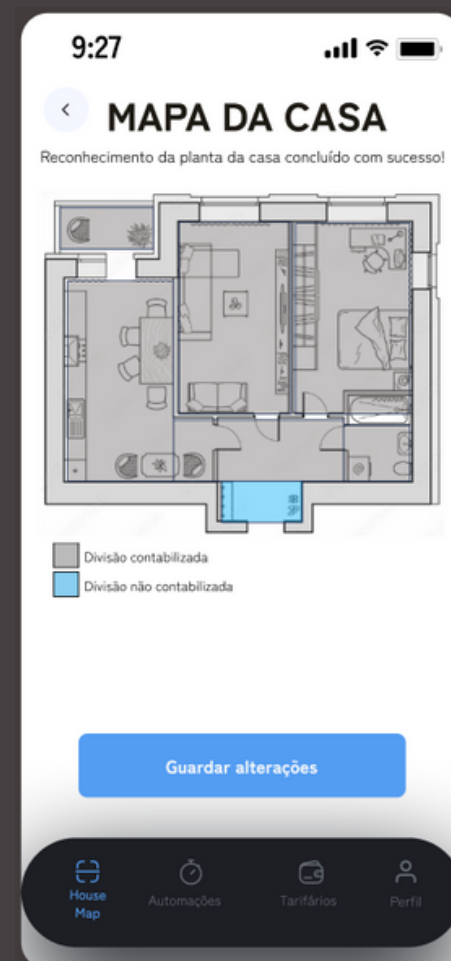 9:27
MAPA DA CASA
Reconhecimento da planta da casa concluído com sucesso!
Divisão contabilizada
Divisão não contabilizada
Guardar alterações
House
Map
Automações
Tarifários
Perfil